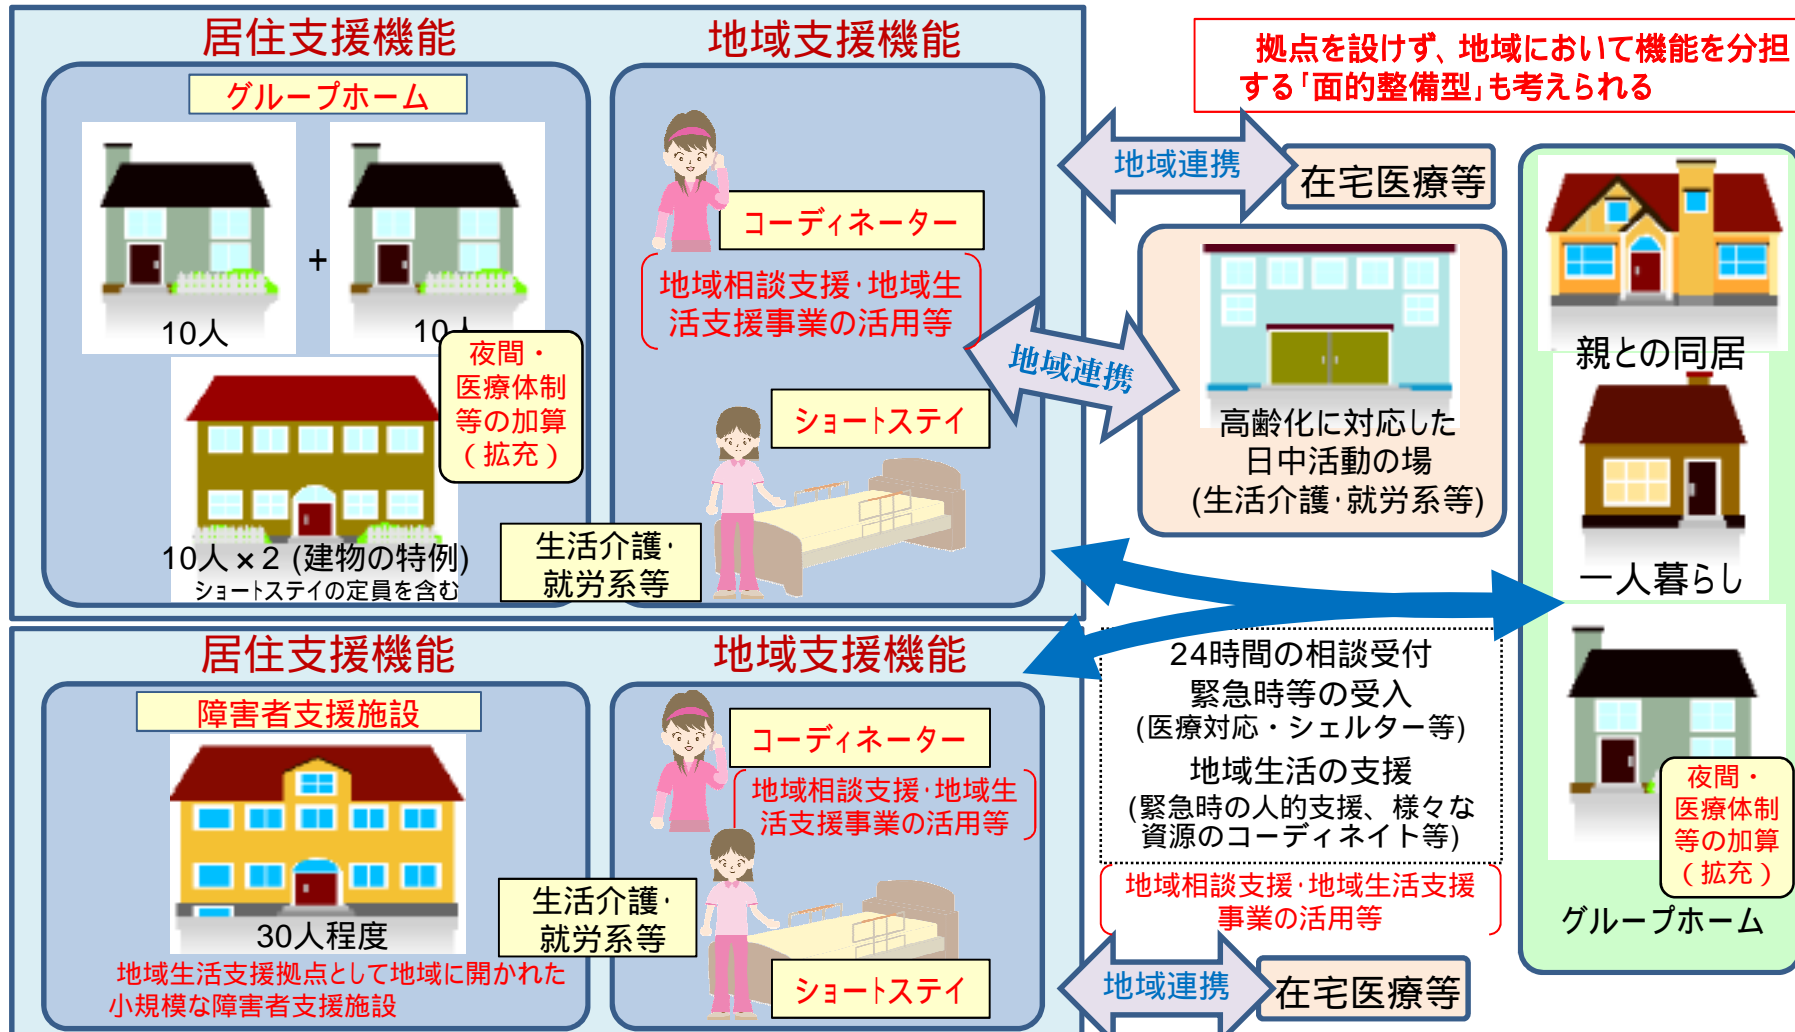 居住支援機能
地域支援機能
グループホーム
10人
+
10人
夜間・
医療体制
等の加算
（拡充）
10人×2 (建物の特例)
ショートステイの定員を含む
コーディネーター
地域相談支援･地域生
活支援事業の活用等
ショートステイ
生活介護･
就労系等
拠点を設けず、地域において機能を分担
する｢面的整備型｣も考えられる
地域連携
在宅医療等
地域連携
高齢化に対応した
日中活動の場
(生活介護･就労系等)
親との同居
一人暮らし
夜間・
医療体制
等の加算
（拡充）
グループホーム
居住支援機能
地域支援機能
障害者支援施設
30人程度
地域生活支援拠点として地域に開かれた
小規模な障害者支援施設
コーディネーター
地域相談支援･地域生
活支援事業の活用等
生活介護･
就労系等
ショートステイ
24時間の相談受付
緊急時等の受入
(医療対応・シェルター等)
地域生活の支援
(緊急時の人的支援、様々な
資源のコーディネイト等)
地域相談支援･地域生活支援
事業の活用等
地域連携
在宅医療等